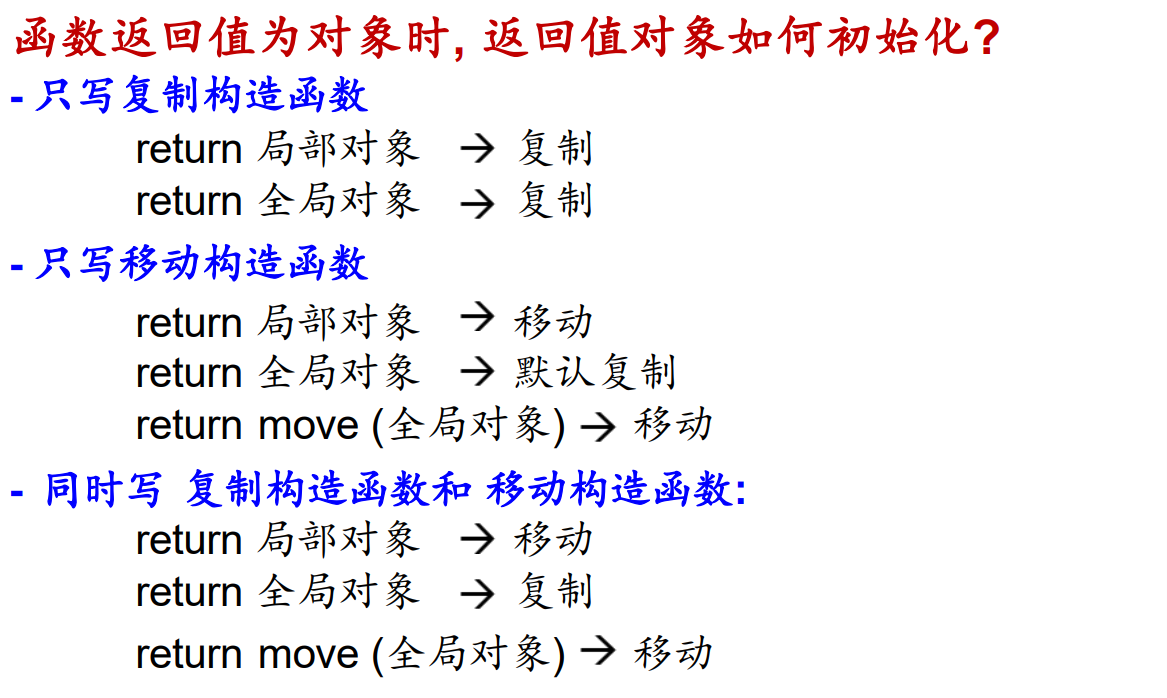 函数返回值为对象时, 返回值对象如何初始化?
- 只写复制构造函数
return 局部对象 → 复制
return 全局对象 → 复制
- 只写移动构造函数
return 局部对象 → 移动
return 全局对象 → 默认复制
return move (全局对象) → 移动
- 同时写 复制构造函数和 移动构造函数:
return 局部对象 → 移动
return 全局对象 → 复制
return move (全局对象) → 移动